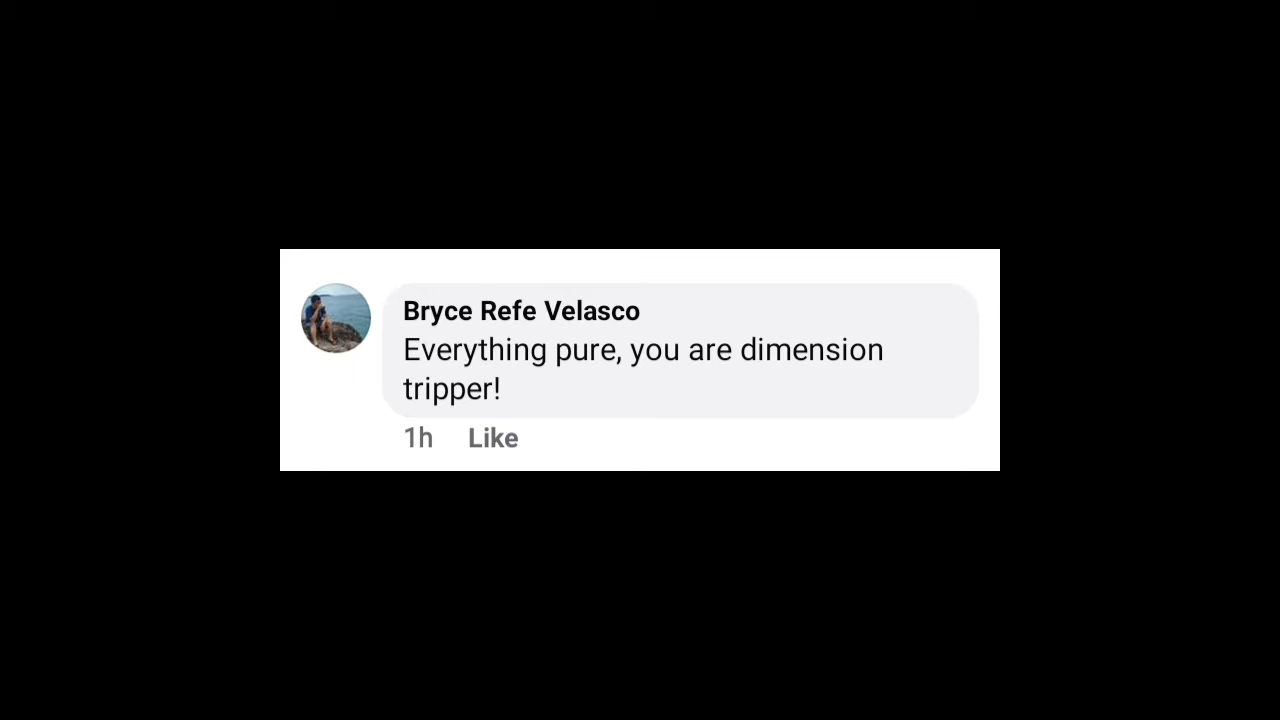 Bryce Refe Velasco
Everything pure, you are dimension
tripper!
1h Like